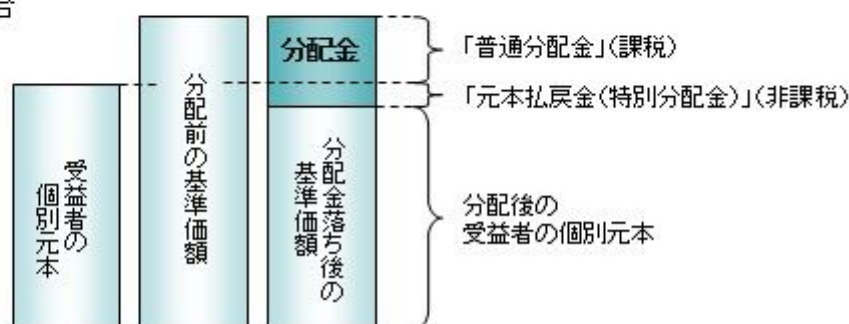 合
分配金
「普通分配金」(課税)
「元本払戻金(特別分配金)」(非課税)
受益者の
個別元本
分配前の基準価額
分配金落ち後の
基準価額
分配後の
受益者の個別元本